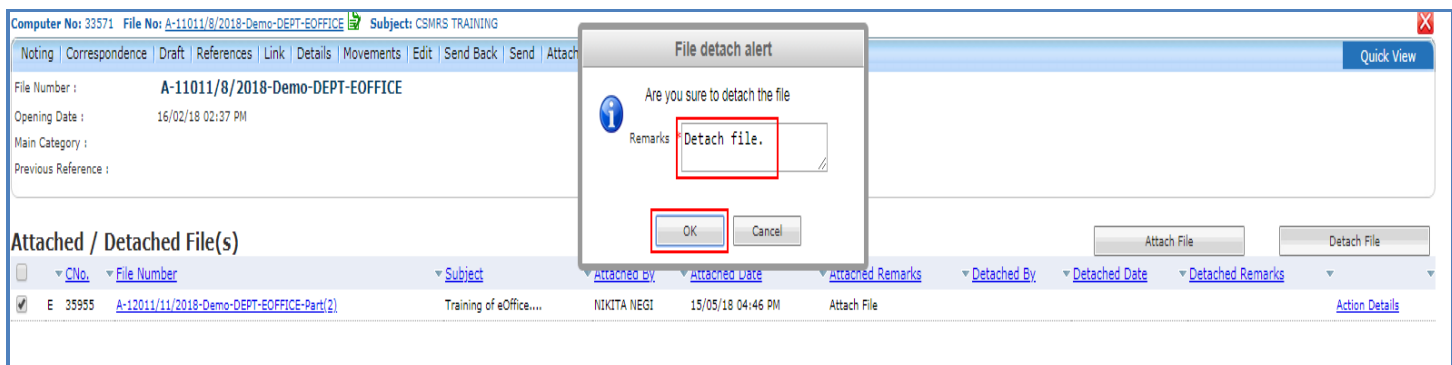 Computer No: 33571 File No: A-11011/8/2018-Demo-DEPT-EOFFICE Subject: CSMRS TRAINING
Noting | Correspondence | Draft | References | Link | Details | Movements | Edit | Send Back | Send | Attach
Quick View
File Number : A-11011/8/2018-Demo-DEPT-EOFFICE
Opening Date : 16/02/18 02:37 PM
Main Category :
Previous Reference :
File detach alert
Are you sure to detach the file
Remarks * Detach file.
OK Cancel
Attached / Detached File(s)
Attach File Detach File
CNo. File Number Subject Attached By Attached Date Attached Remarks Detached By Detached Date Detached Remarks
E 35955 A-12011/11/2018-Demo-DEPT-EOFFICE-Part(2) Training of eOffice.... NIKITA NEGI 15/05/18 04:46 PM Attach File Action Details